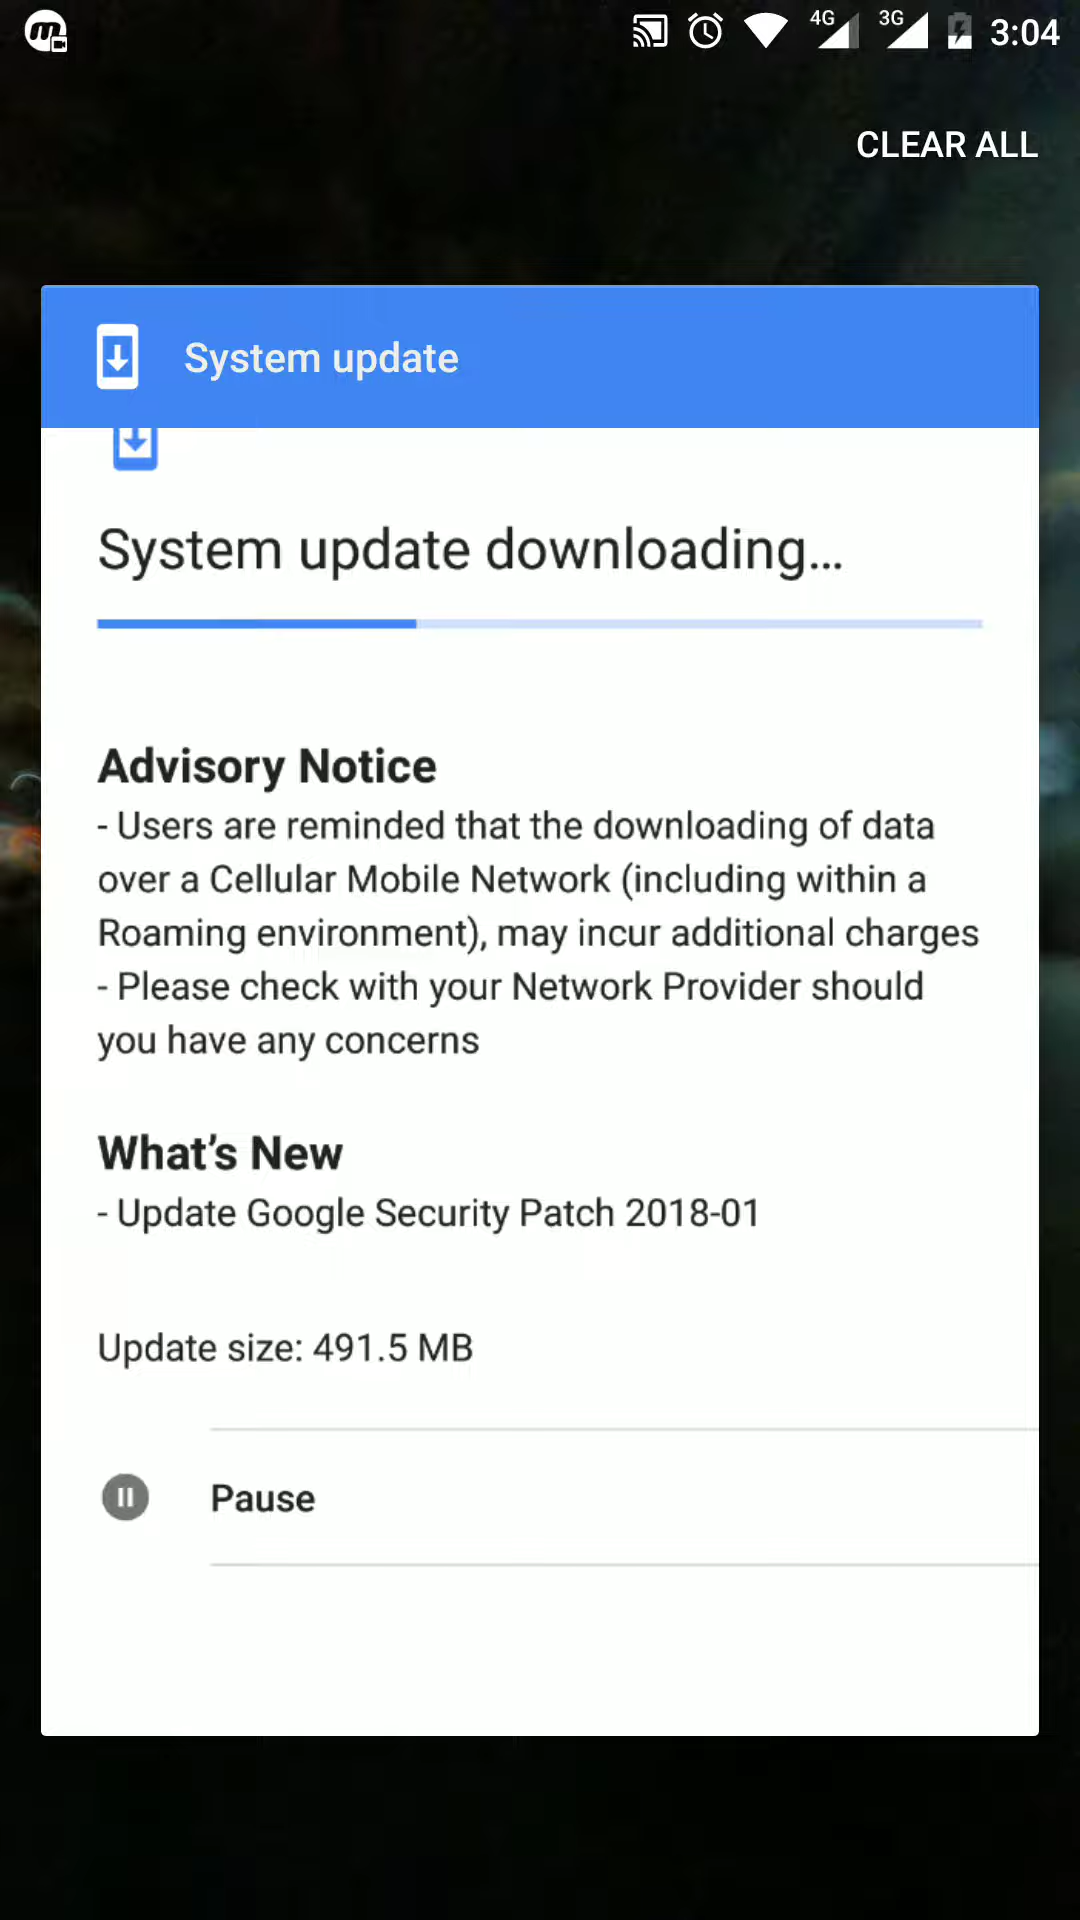 4G 3G 3:04
CLEAR ALL
System update
System update downloading...
Advisory Notice
- Users are reminded that the downloading of data
over a Cellular Mobile Network (including within a
Roaming environment), may incur additional charges
- Please check with your Network Provider should
you have any concerns
What’s New
- Update Google Security Patch 2018-01
Update size: 491.5 MB
Pause